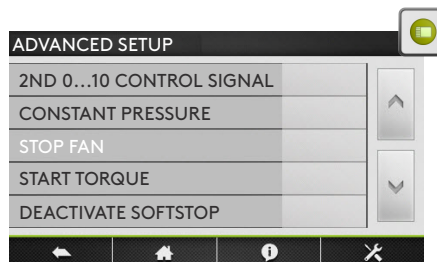 ADVANCED SETUP
2ND 0...10 CONTROL SIGNAL
CONSTANT PRESSURE
STOP FAN
START TORQUE
DEACTIVATE SOFTSTOP